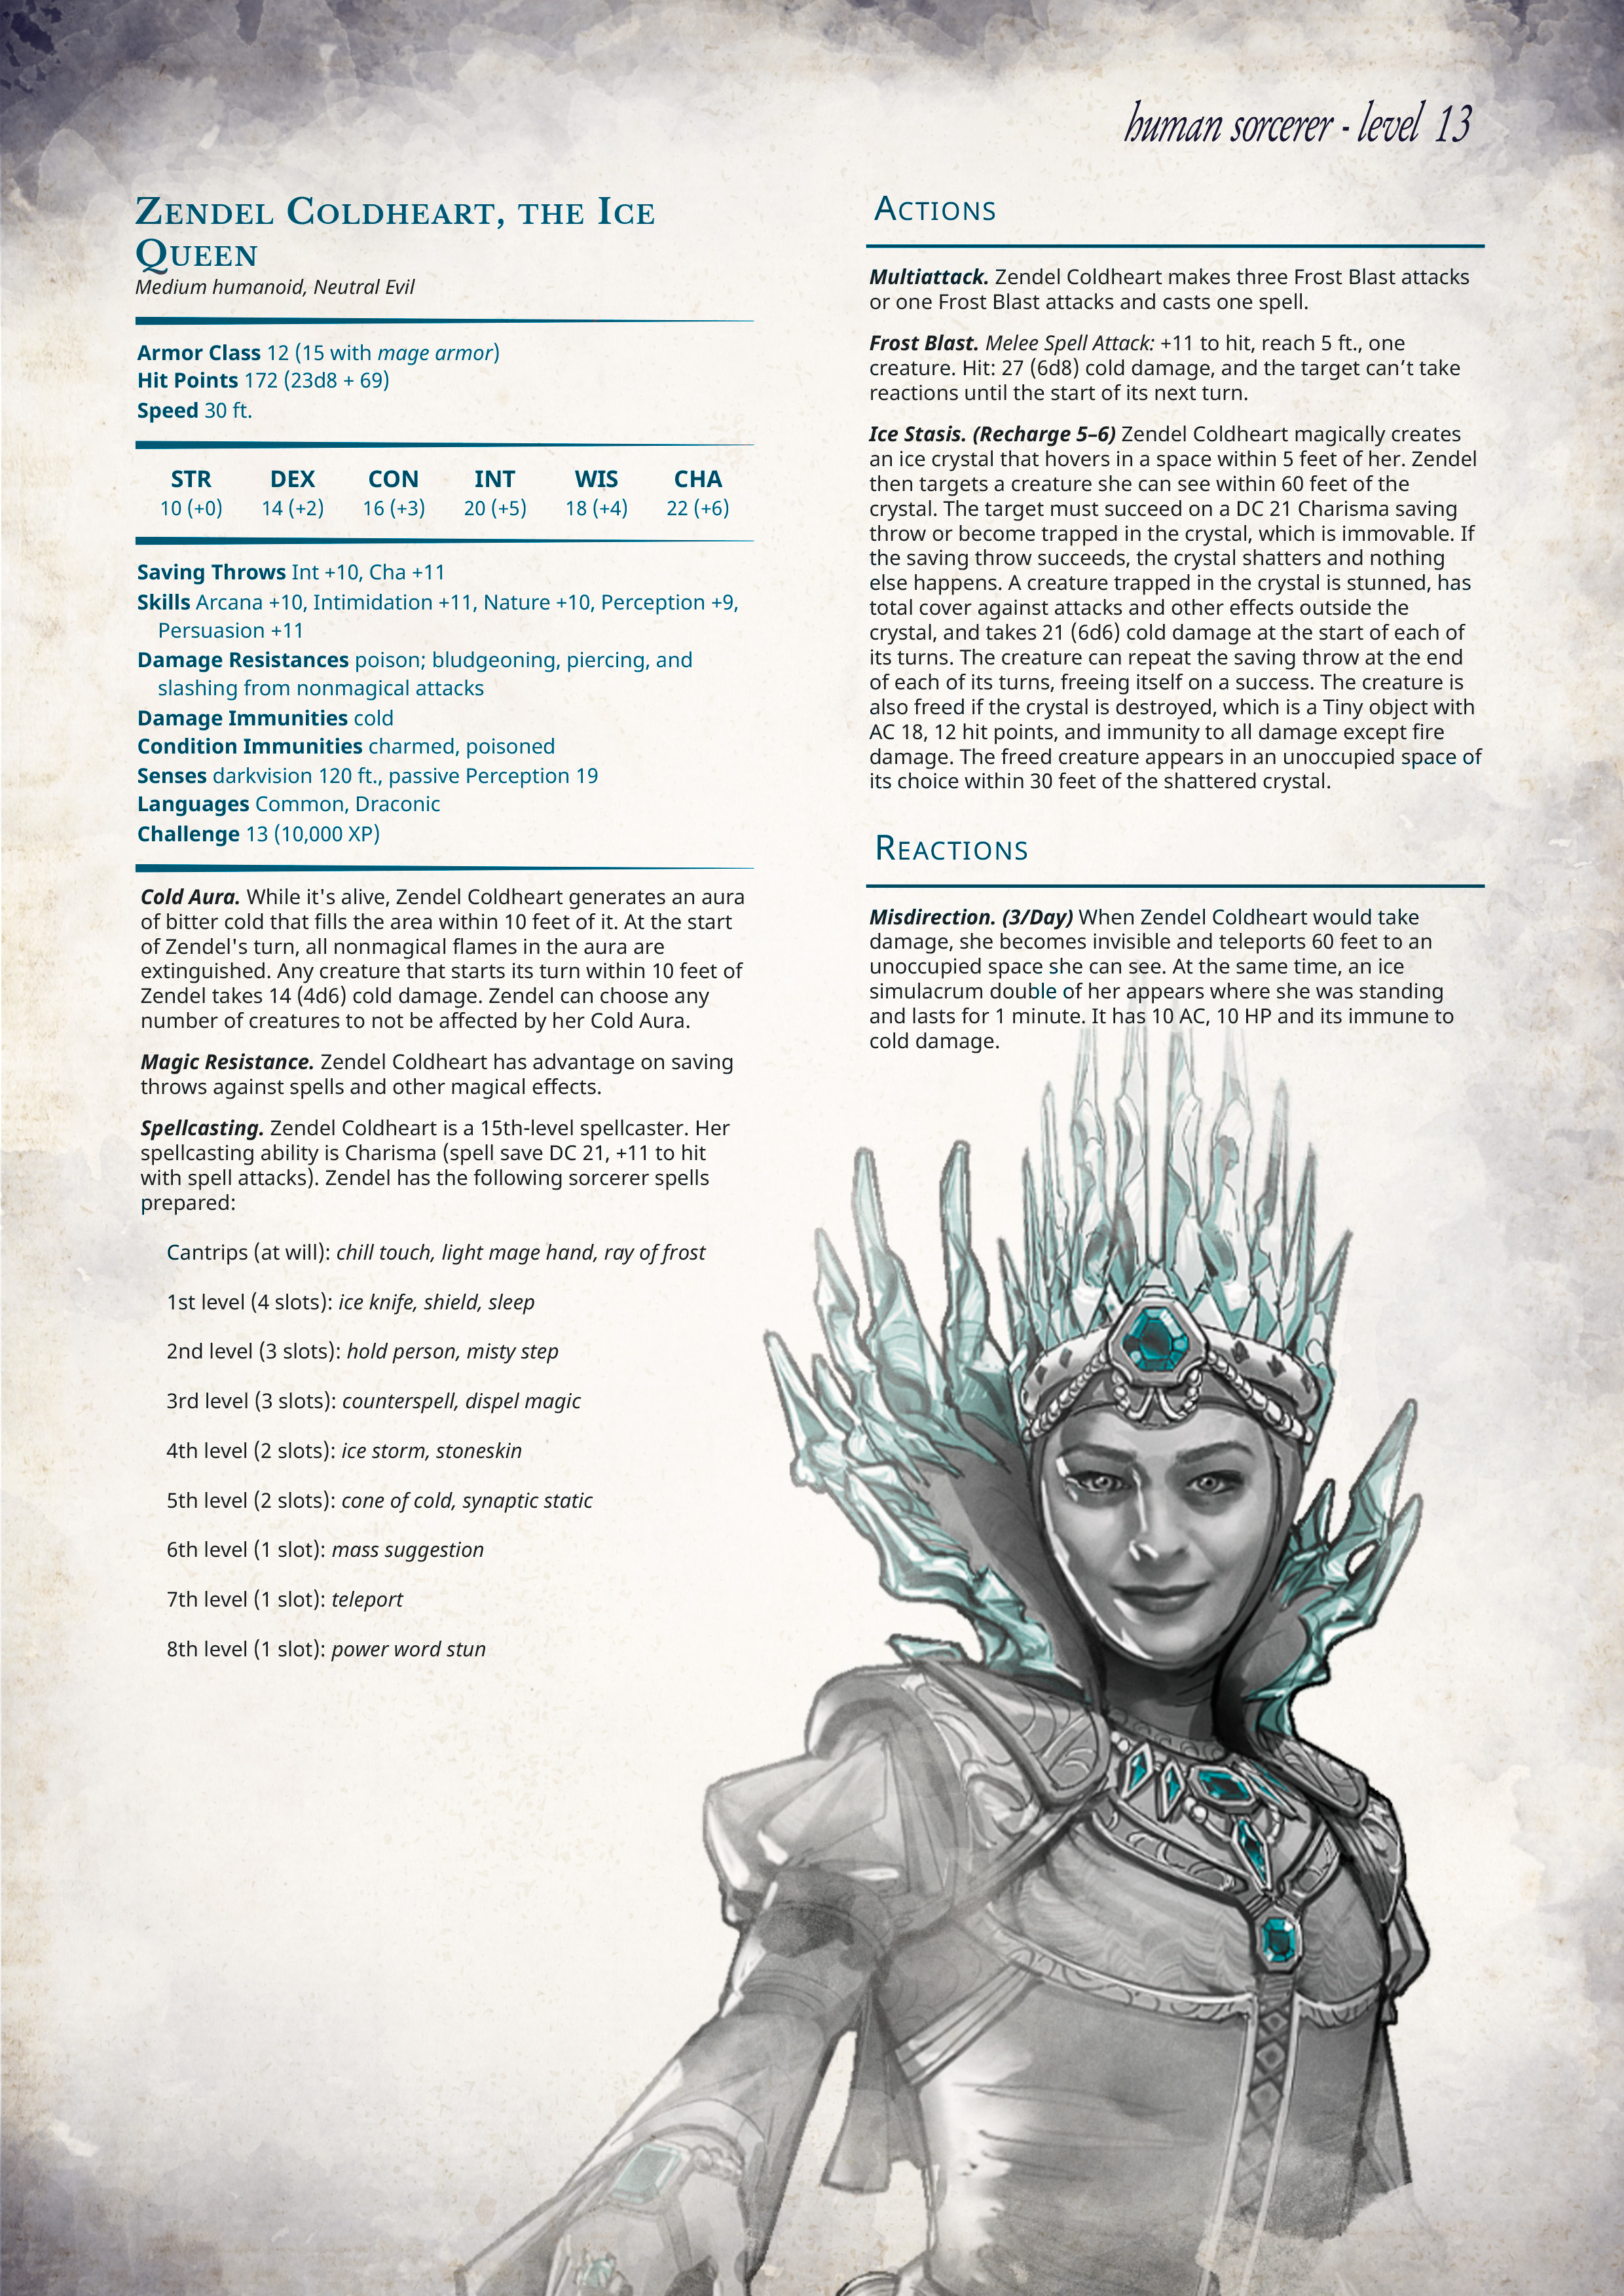 human sorcerer - level 13
Zendel Coldheart, the Ice
Queen
Medium humanoid, Neutral Evil
Armor Class 12 (15 with mage armor)
Hit Points 172 (23d8 + 69)
Speed 30 ft.
STR DEX CON INT WIS CHA
10 (+0) 14 (+2) 16 (+3) 20 (+5) 18 (+4) 22 (+6)
Saving Throws Int +10, Cha +11
Skills Arcana +10, Intimidation +11, Nature +10, Perception +9,
Persuasion +11
Damage Resistances poison; bludgeoning, piercing, and
slashing from nonmagical attacks
Damage Immunities cold
Condition Immunities charmed, poisoned
Senses darkvision 120 ft., passive Perception 19
Languages Common, Draconic
Challenge 13 (10,000 XP)
Cold Aura. While it's alive, Zendel Coldheart generates an aura
of bitter cold that fills the area within 10 feet of it. At the start
of Zendel's turn, all nonmagical flames in the aura are
extinguished. Any creature that starts its turn within 10 feet of
Zendel takes 14 (4d6) cold damage. Zendel can choose any
number of creatures to not be affected by her Cold Aura.
Magic Resistance. Zendel Coldheart has advantage on saving
throws against spells and other magical effects.
Spellcasting. Zendel Coldheart is a 15th-level spellcaster. Her
spellcasting ability is Charisma (spell save DC 21, +11 to hit
with spell attacks). Zendel has the following sorcerer spells
prepared:
Cantrips (at will): chill touch, light mage hand, ray of frost
1st level (4 slots): ice knife, shield, sleep
2nd level (3 slots): hold person, misty step
3rd level (3 slots): counterspell, dispel magic
4th level (2 slots): ice storm, stoneskin
5th level (2 slots): cone of cold, synaptic static
6th level (1 slot): mass suggestion
7th level (1 slot): teleport
8th level (1 slot): power word stun
Actions
Multiattack. Zendel Coldheart makes three Frost Blast attacks
or one Frost Blast attacks and casts one spell.
Frost Blast. Melee Spell Attack: +11 to hit, reach 5 ft., one
creature. Hit: 27 (6d8) cold damage, and the target can’t take
reactions until the start of its next turn.
Ice Stasis. (Recharge 5–6) Zendel Coldheart magically creates
an ice crystal that hovers in a space within 5 feet of her. Zendel
then targets a creature she can see within 60 feet of the
crystal. The target must succeed on a DC 21 Charisma saving
throw or become trapped in the crystal, which is immovable. If
the saving throw succeeds, the crystal shatters and nothing
else happens. A creature trapped in the crystal is stunned, has
total cover against attacks and other effects outside the
crystal, and takes 21 (6d6) cold damage at the start of each of
its turns. The creature can repeat the saving throw at the end
of each of its turns, freeing itself on a success. The creature is
also freed if the crystal is destroyed, which is a Tiny object with
AC 18, 12 hit points, and immunity to all damage except fire
damage. The freed creature appears in an unoccupied space of
its choice within 30 feet of the shattered crystal.
Reactions
Misdirection. (3/Day) When Zendel Coldheart would take
damage, she becomes invisible and teleports 60 feet to an
unoccupied space she can see. At the same time, an ice
simulacrum double of her appears where she was standing
and lasts for 1 minute. It has 10 AC, 10 HP and its immune to
cold damage.